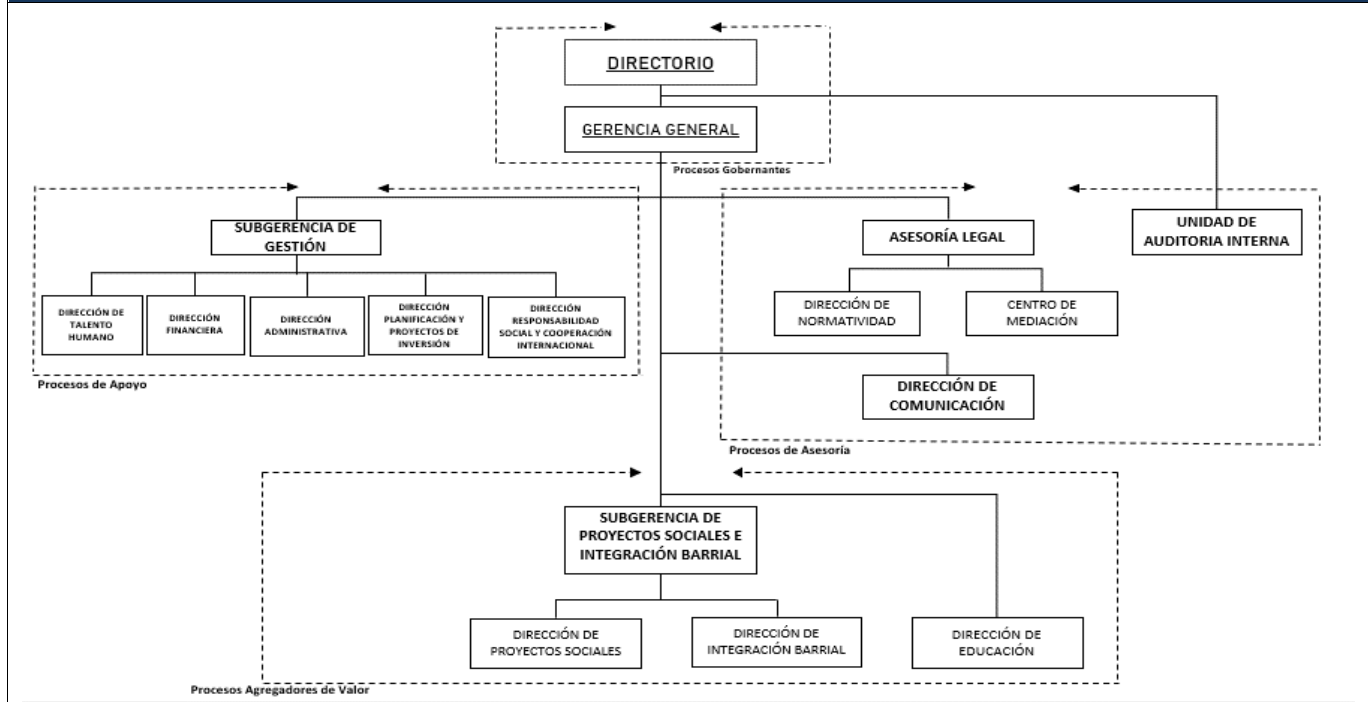 DIRECTORIO
GERENCIA GENERAL
Procesos Gobernantes
SUBGERENCIA DE
GESTIÓN
DIRECCIÓN DE
TALENTO
HUMANO
DIRECCIÓN
FINANCIERA
DIRECCIÓN
ADMINISTRATIVA
DIRECCIÓN
PLANIFICACIÓN Y
PROYECTOS DE
INVERSIÓN
DIRECCIÓN
RESPONSABILIDAD
SOCIAL Y COOPERACIÓN
INTERNACIONAL
Procesos de Apoyo
ASESORÍA LEGAL
UNIDAD DE
AUDITORIA INTERNA
DIRECCIÓN DE
NORMATIVIDAD
CENTRO DE
MEDIACIÓN
DIRECCIÓN DE
COMUNICACIÓN
Procesos de Asesoría
SUBGERENCIA DE
PROYECTOS SOCIALES E
INTEGRACIÓN BARRIAL
DIRECCIÓN DE
PROYECTOS SOCIALES
DIRECCIÓN DE
INTEGRACIÓN BARRIAL
DIRECCIÓN DE
EDUCACIÓN
Procesos Agregadores de Valor